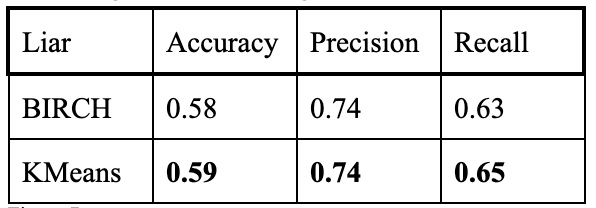 Liar Accuracy Precision Recall
BIRCH 0.58 0.74 0.63
KMeans 0.59 0.74 0.65